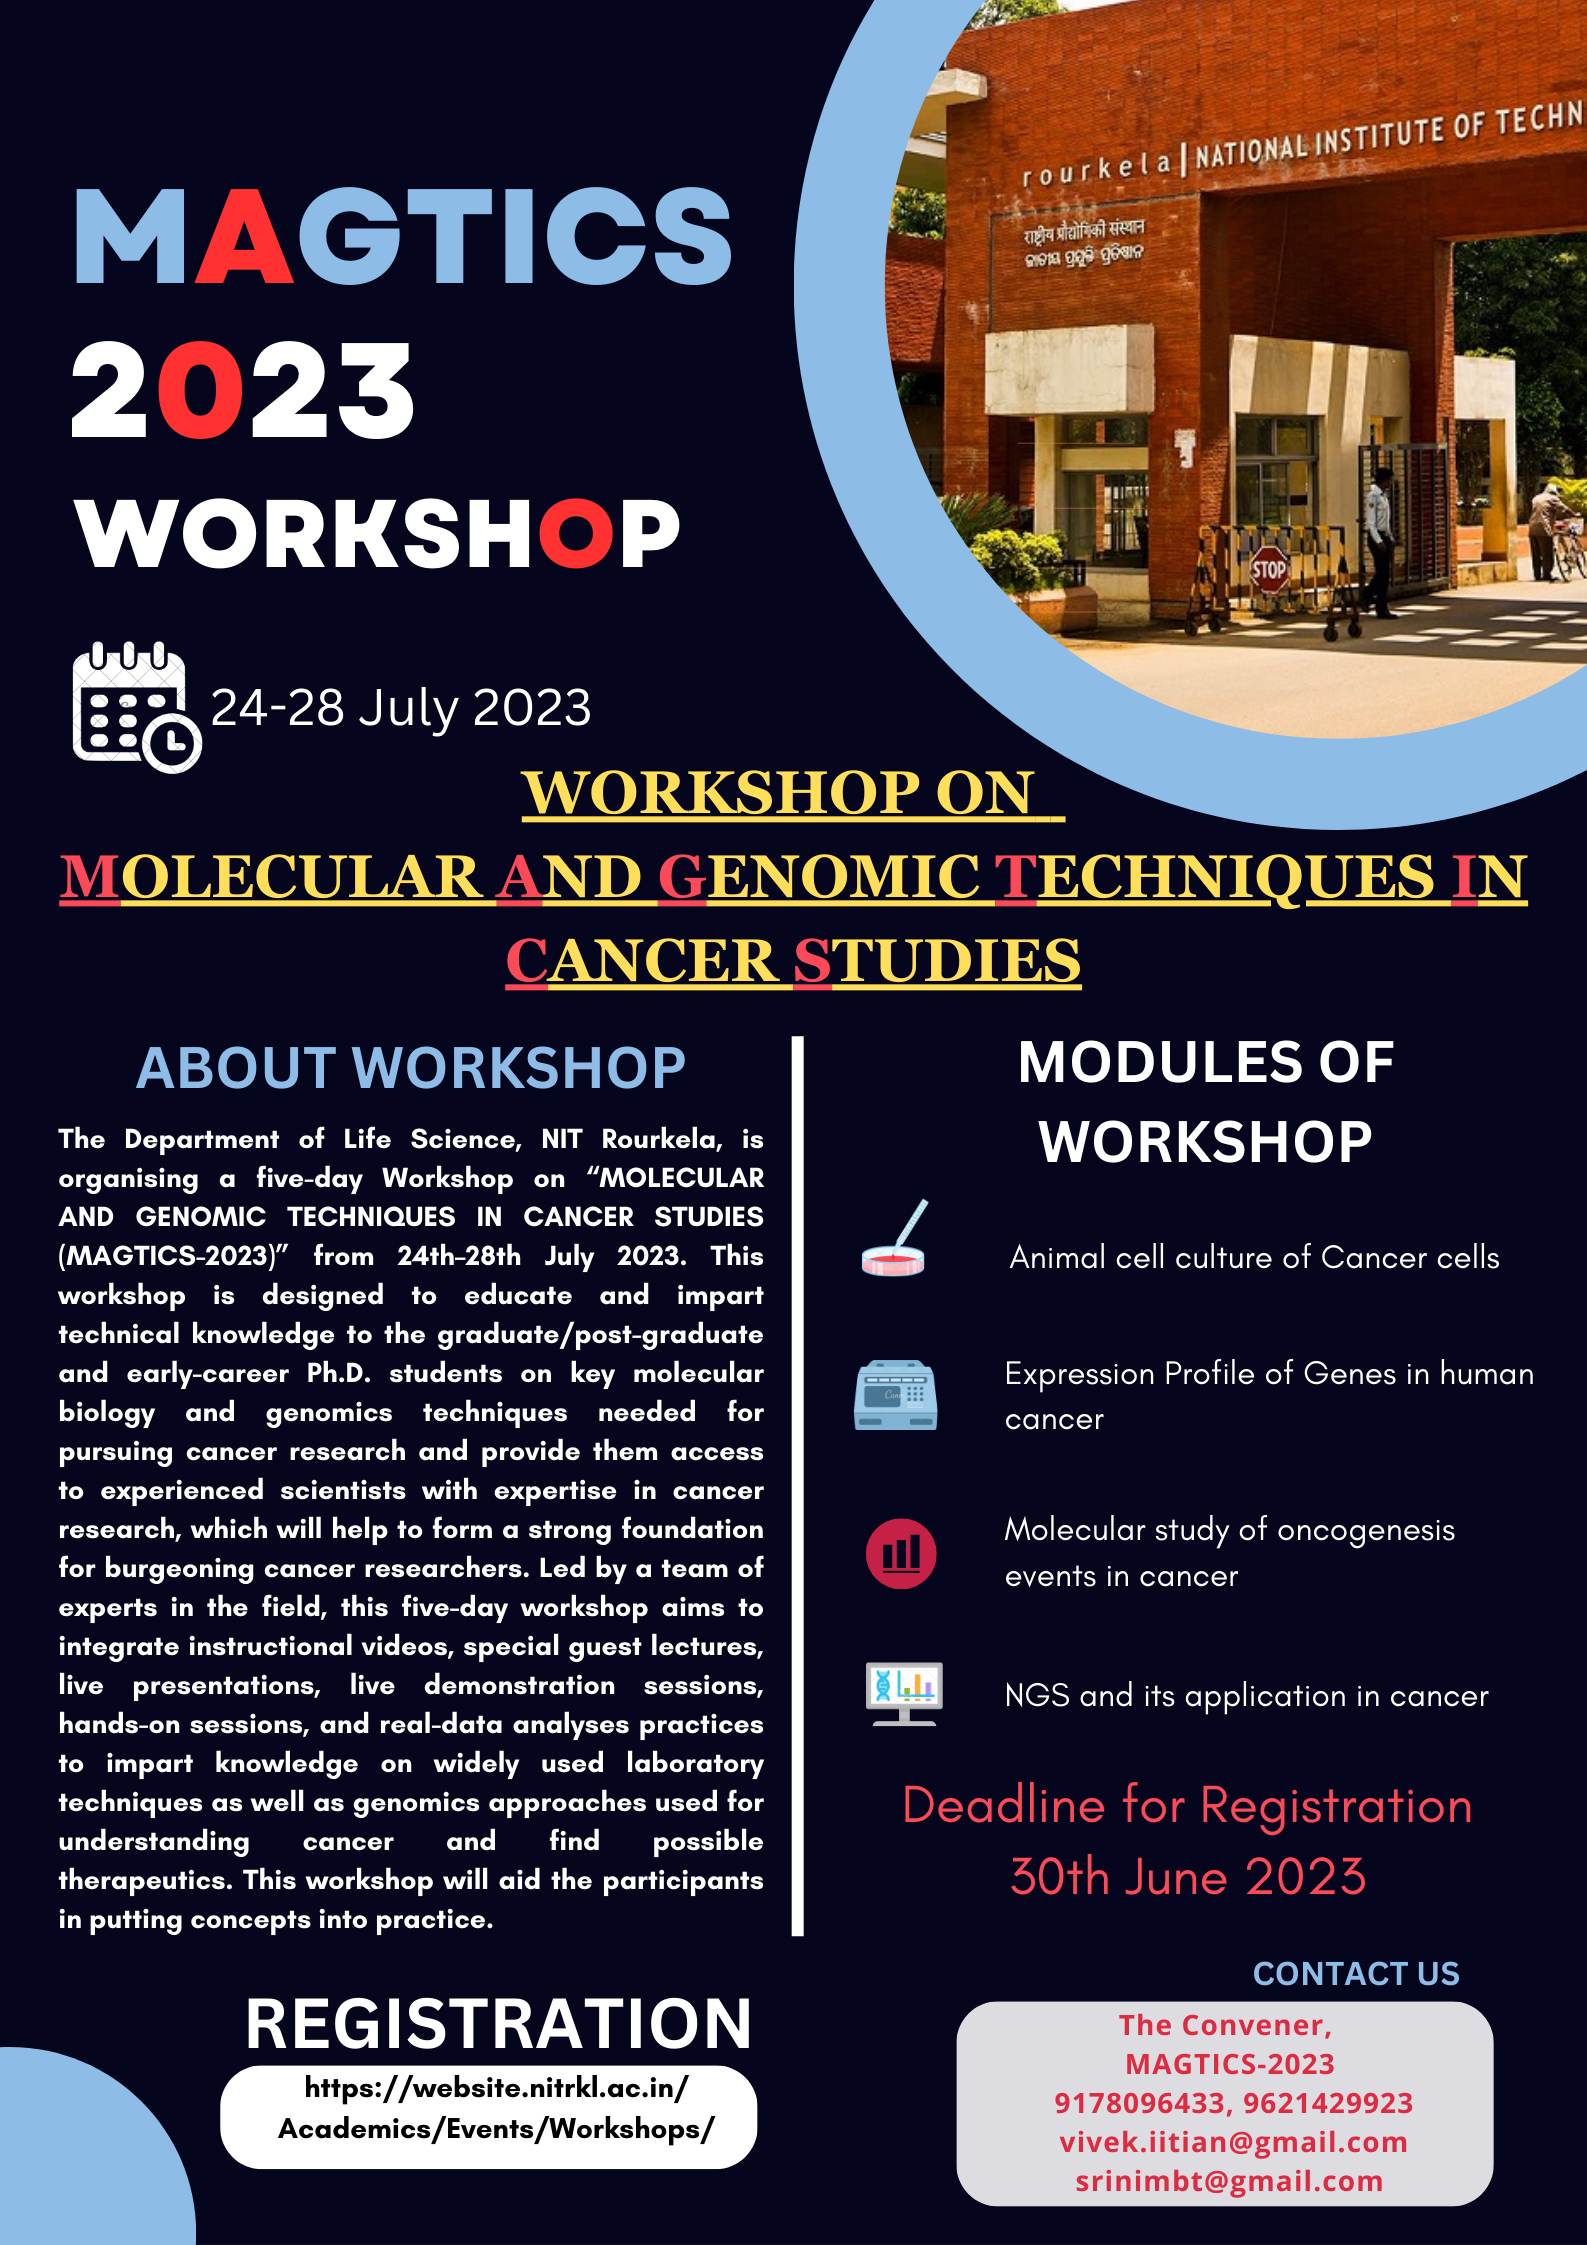 rourkela | NATIONAL INSTITUTE OF TECHN
राष्ट्रीय प्रौद्योगिकी संस्थान
ଜାତୀୟ ପ୍ରଯୁକ୍ତି ପ୍ରତିଷ୍ଠାନ
STOP
MAGTICS
2023
WORKSHOP
24-28 July 2023
WORKSHOP ON
MOLECULAR AND GENOMIC TECHNIQUES IN
CANCER STUDIES
ABOUT WORKSHOP
The Department of Life Science, NIT Rourkela, is
organising a five-day Workshop on “MOLECULAR
AND GENOMIC TECHNIQUES IN CANCER STUDIES
(MAGTICS-2023)” from 24th-28th July 2023. This
workshop is designed to educate and impart
technical knowledge to the graduate/post-graduate
and early-career Ph.D. students on key molecular
biology and genomics techniques needed for
pursuing cancer research and provide them access
to experienced scientists with expertise in cancer
research, which will help to form a strong foundation
for burgeoning cancer researchers. Led by a team of
experts in the field, this five-day workshop aims to
integrate instructional videos, special guest lectures,
live presentations, live demonstration sessions,
hands-on sessions, and real-data analyses practices
to impart knowledge on widely used laboratory
techniques as well as genomics approaches used for
understanding cancer and find possible
therapeutics. This workshop will aid the participants
in putting concepts into practice.
MODULES OF
WORKSHOP
Animal cell culture of Cancer cells
Expression Profile of Genes in human
cancer
Molecular study of oncogenesis
events in cancer
NGS and its application in cancer
Deadline for Registration
30th June 2023
REGISTRATION
https://website.nitrkl.ac.in/
Academics/Events/Workshops/
CONTACT US
The Convener,
MAGTICS-2023
9178096433, 9621429923
vivek.iitian@gmail.com
srinimbt@gmail.com